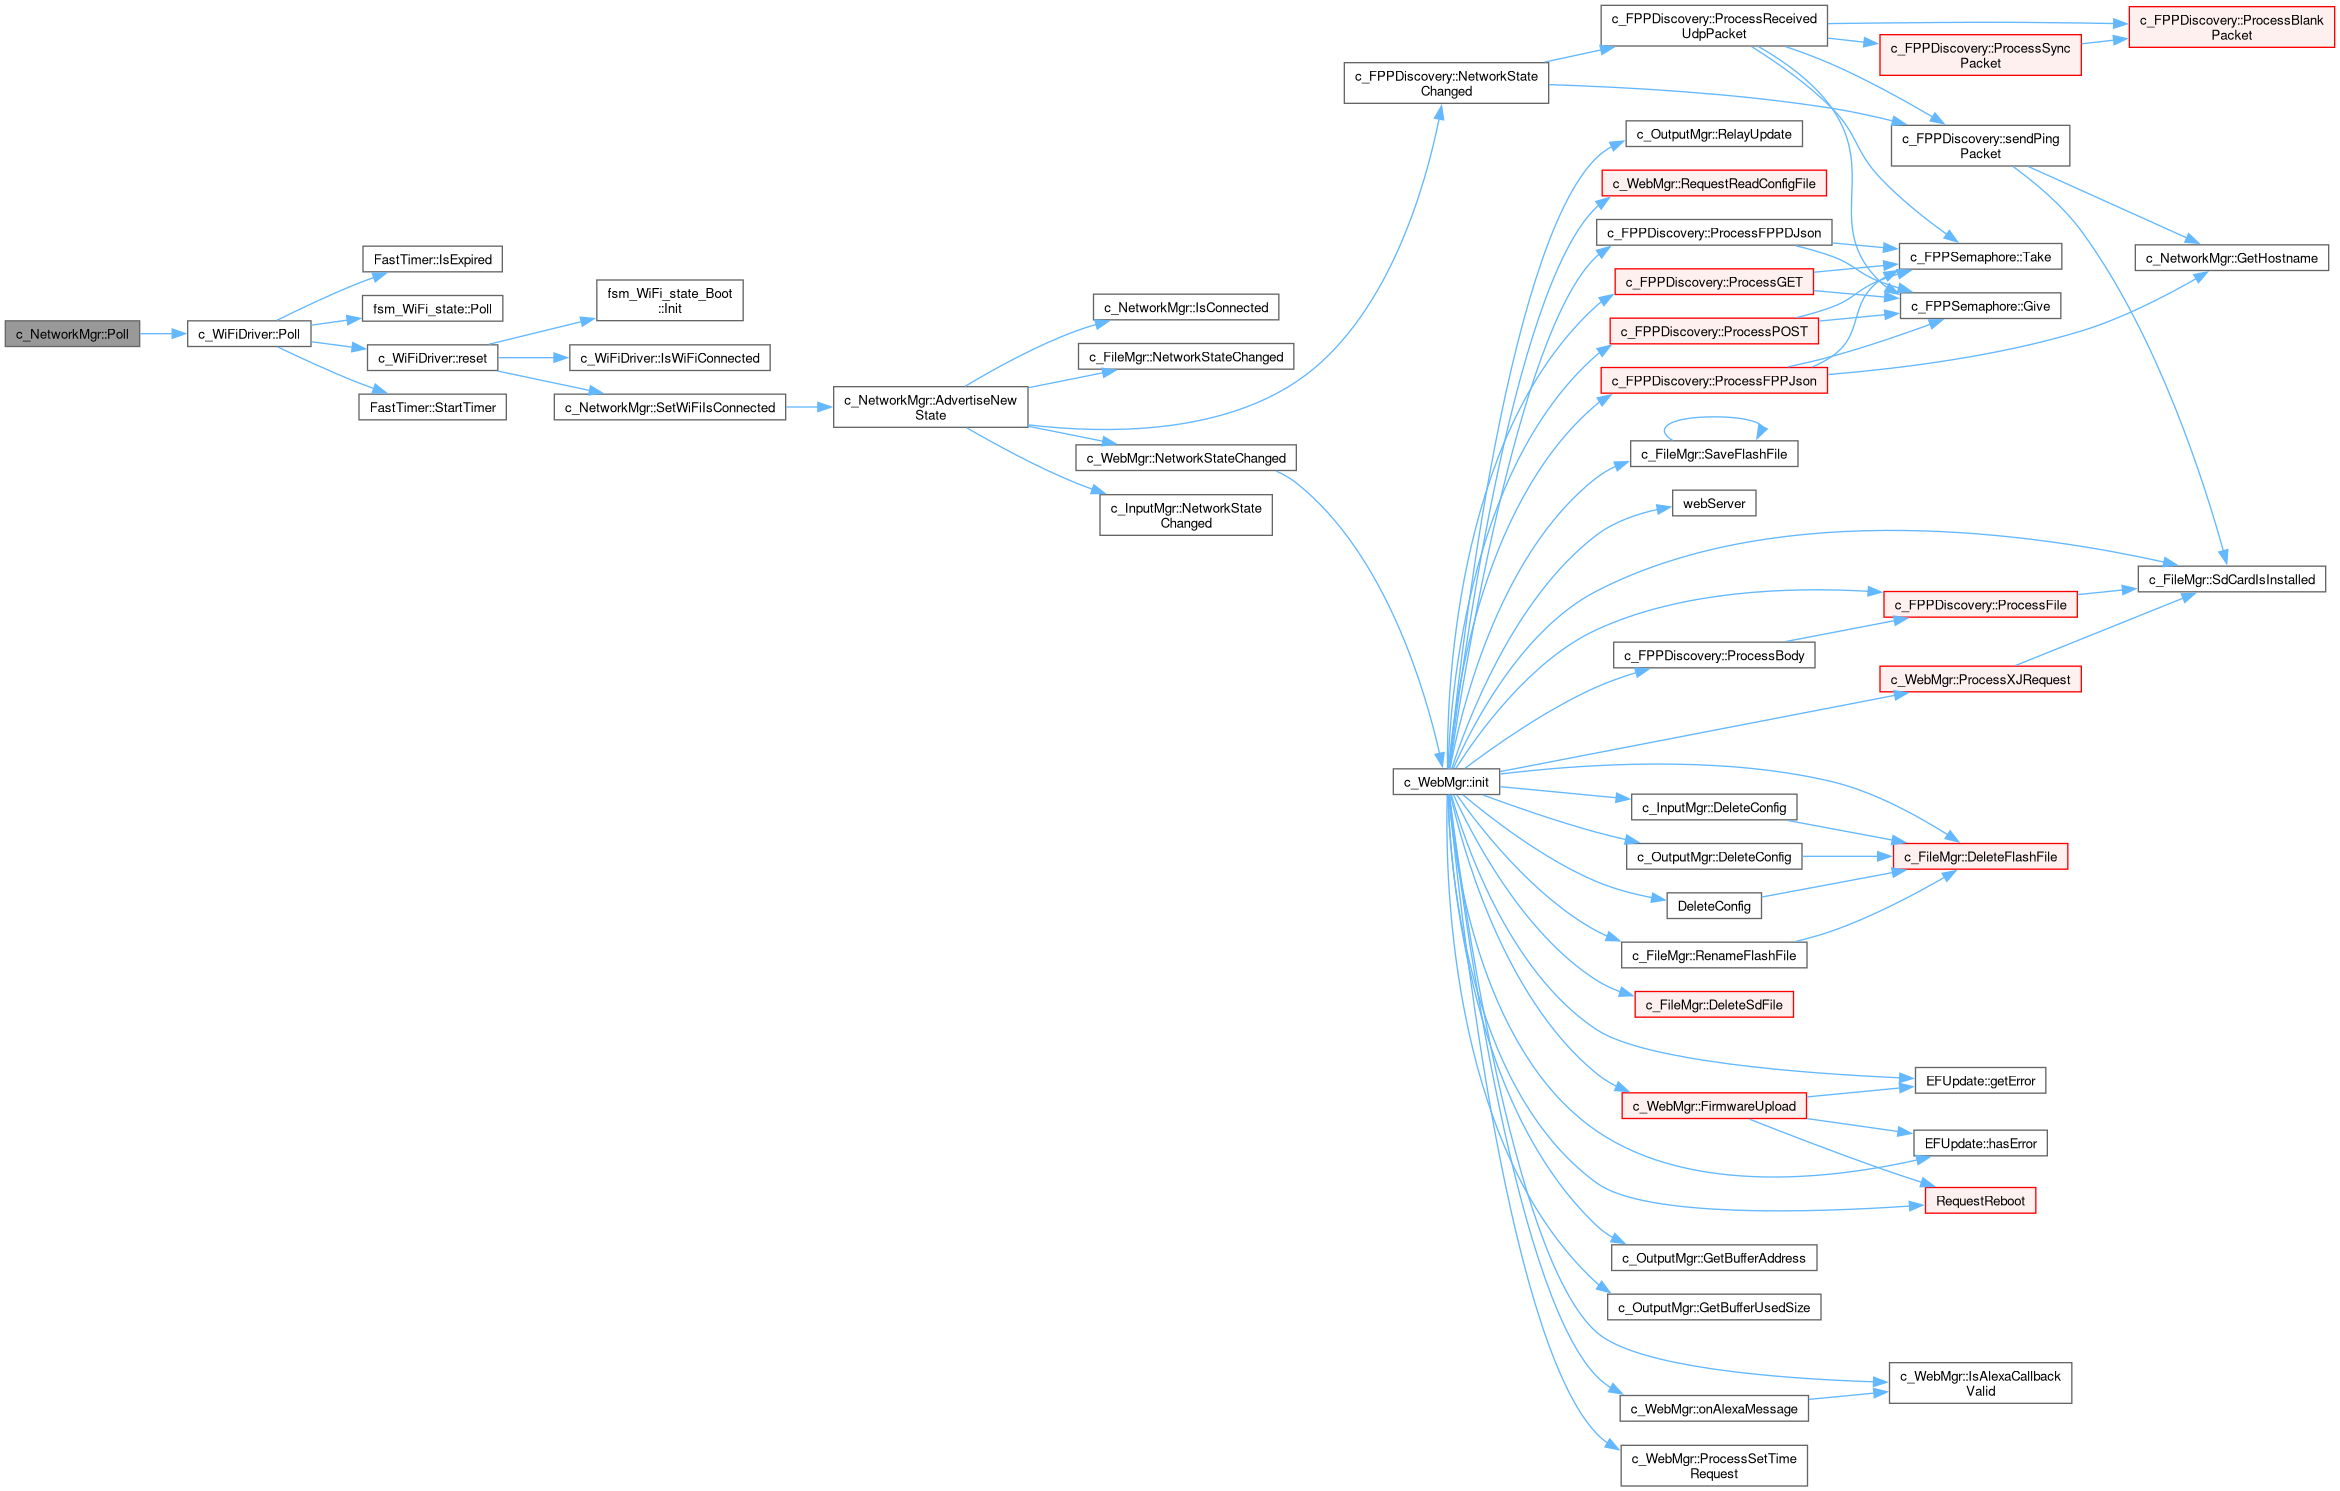 c_NetworkMgr::Poll
c_WiFiDriver::Poll
FastTimer::IsExpired
fsm_WiFi_state::Poll
c_WiFiDriver::reset
FastTimer::StartTimer
fsm_WiFi_state_Boot
::Init
c_WiFiDriver::IsWiFiConnected
c_NetworkMgr::SetWiFiIsConnected
c_NetworkMgr::AdvertiseNew
State
c_NetworkMgr::IsConnected
c_FileMgr::NetworkStateChanged
c_WebMgr::NetworkStateChanged
c_InputMgr::NetworkState
Changed
c_FPPDiscovery::NetworkState
Changed
c_WebMgr::init
c_FPPDiscovery::ProcessReceived
UdpPacket
c_OutputMgr::RelayUpdate
c_WebMgr::RequestReadConfigFile
c_FPPDiscovery::ProcessFPPDJson
c_FPPDiscovery::ProcessGET
c_FPPDiscovery::ProcessPOST
c_FPPDiscovery::ProcessFPPJson
c_FileMgr::SaveFlashFile
webServer
c_FPPDiscovery::ProcessBody
c_InputMgr::DeleteConfig
c_OutputMgr::DeleteConfig
DeleteConfig
c_FileMgr::RenameFlashFile
c_FileMgr::DeleteSdFile
c_WebMgr::FirmwareUpload
c_OutputMgr::GetBufferAddress
c_OutputMgr::GetBufferUsedSize
c_WebMgr::onAlexaMessage
c_WebMgr::ProcessSetTime
Request
c_FPPDiscovery::ProcessSync
Packet
c_FPPDiscovery::sendPing
Packet
c_FPPSemaphore::Take
c_FPPSemaphore::Give
c_FPPDiscovery::ProcessFile
c_WebMgr::ProcessXJRequest
c_FileMgr::DeleteFlashFile
EFUpdate::getError
EFUpdate::hasError
RequestReboot
c_WebMgr::IsAlexaCallback
Valid
c_FPPDiscovery::ProcessBlank
Packet
c_NetworkMgr::GetHostname
c_FileMgr::SdCardIsInstalled